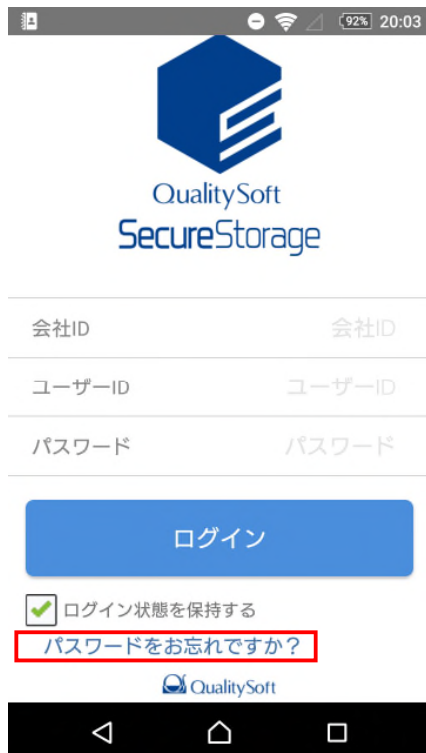 92% 20:03
QualitySoft
SecureStorage
会社ID 会社ID
ユーザーID ユーザーID
パスワード パスワード
ログイン
ログイン状態を保持する
パスワードをお忘れですか？
QualitySoft